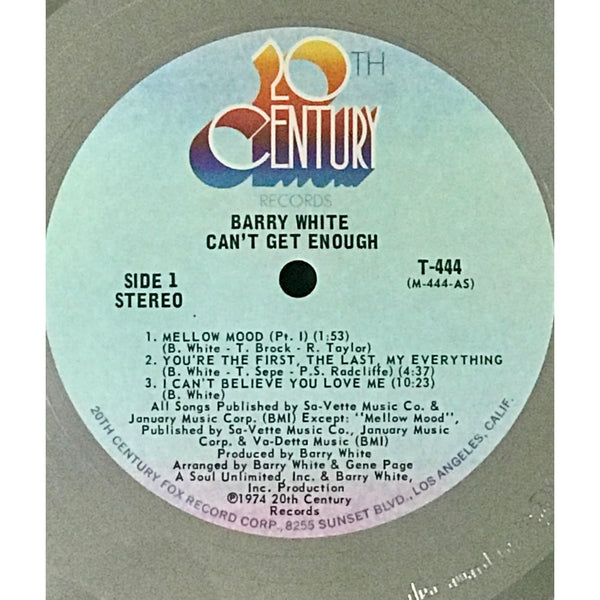 20TH
CENTURY
RECORDS
BARRY WHITE
CAN'T GET ENOUGH
SIDE 1
STEREO
T-444
(M-444-AS)
1. MELLOW MOOD (Pt. I) (1:53)
(B. White - T. Brock - R. Taylor)
2. YOU'RE THE FIRST, THE LAST, MY EVERYTHING
(B. White - T. Sepe - P.S. Radcliffe) (4:37)
3. I CAN'T BELIEVE YOU LOVE ME (10:23)
(B. White)
All Songs Published by Sa-Vette Music Co. &
January Music Corp. (BMI) Except: "Mellow Mood",
Published by Sa-Vette Music Co., January Music
Corp. & Va-Detta Music (BMI)
Produced by Barry White
Arranged by Barry White & Gene Page
A Soul Unlimited, Inc. & Barry White,
Inc. Production
℗1974 20th Century
Records
20TH CENTURY FOX RECORD CORP., 8255 SUNSET BLVD., LOS ANGELES, CALIF.